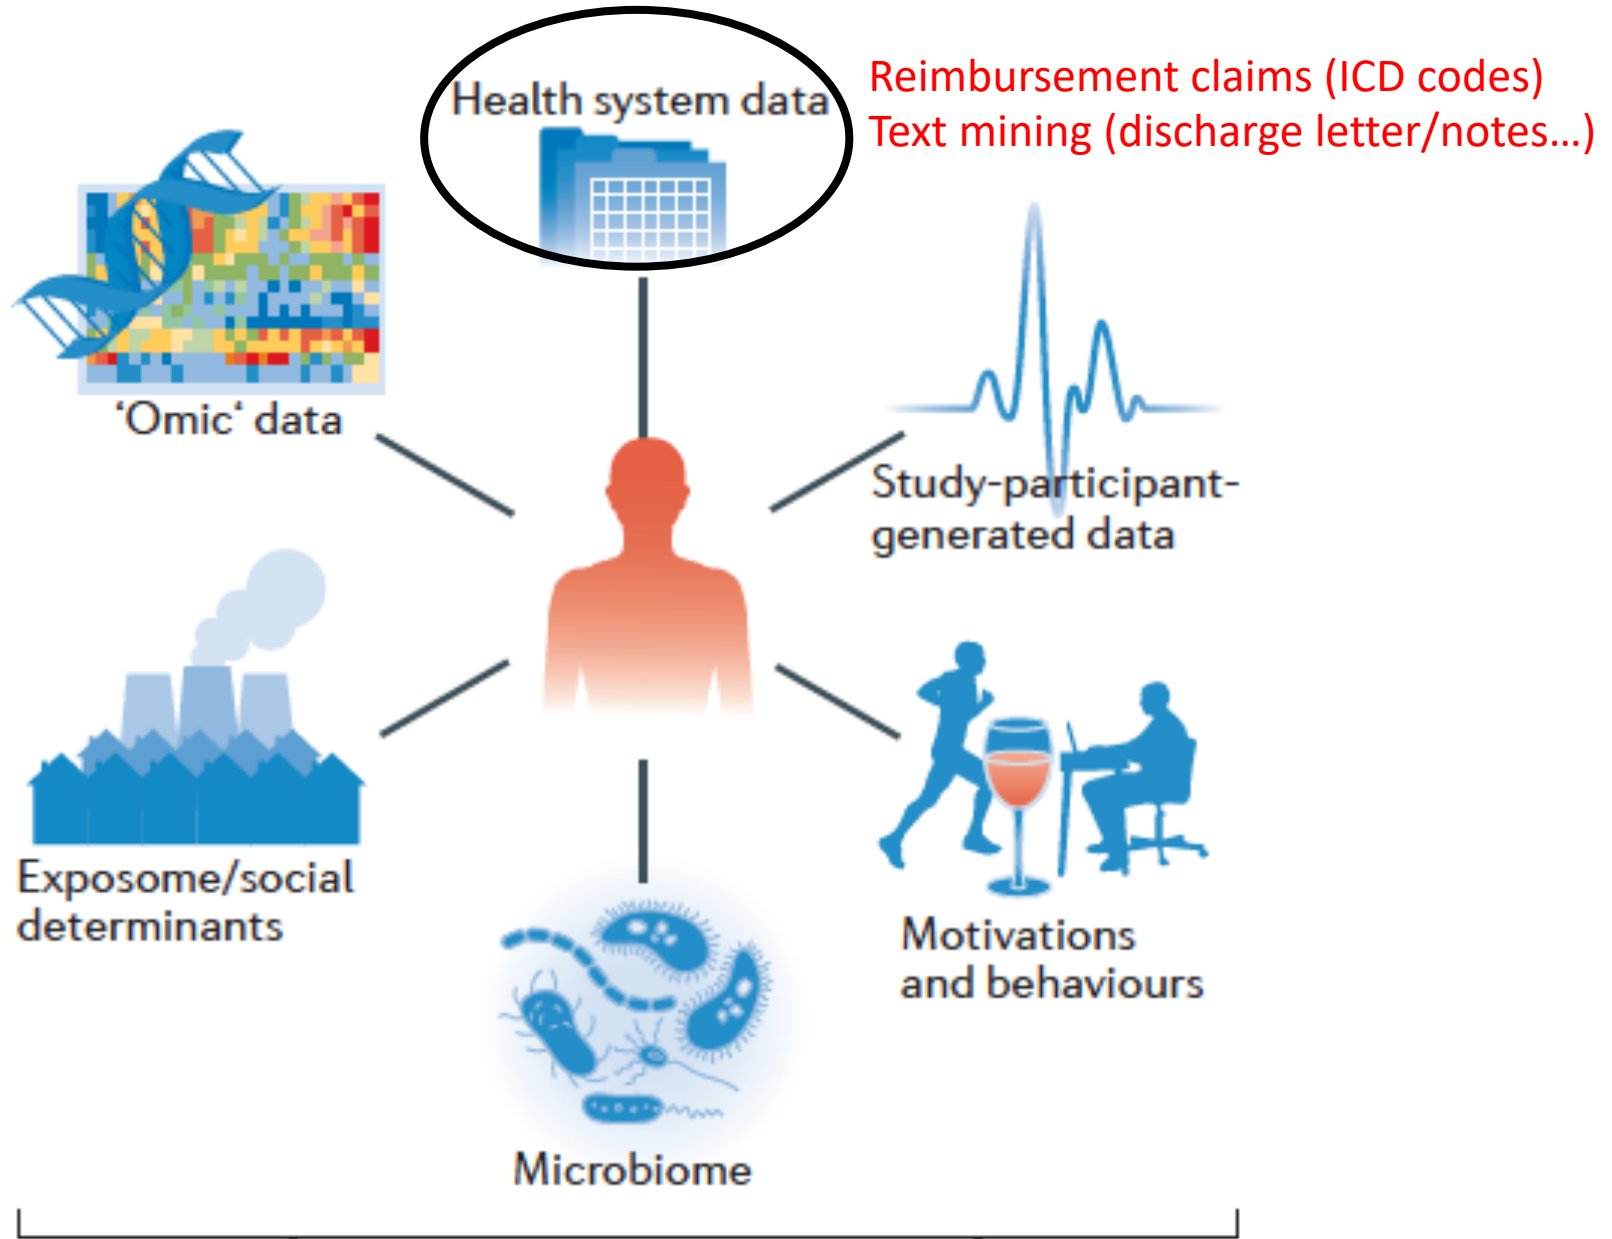 Health system data
Reimbursement claims (ICD codes)
Text mining (discharge letter/notes...)
‘Omic‘ data
Study-participant-
generated data
Exposome/social
determinants
Motivations
and behaviours
Microbiome